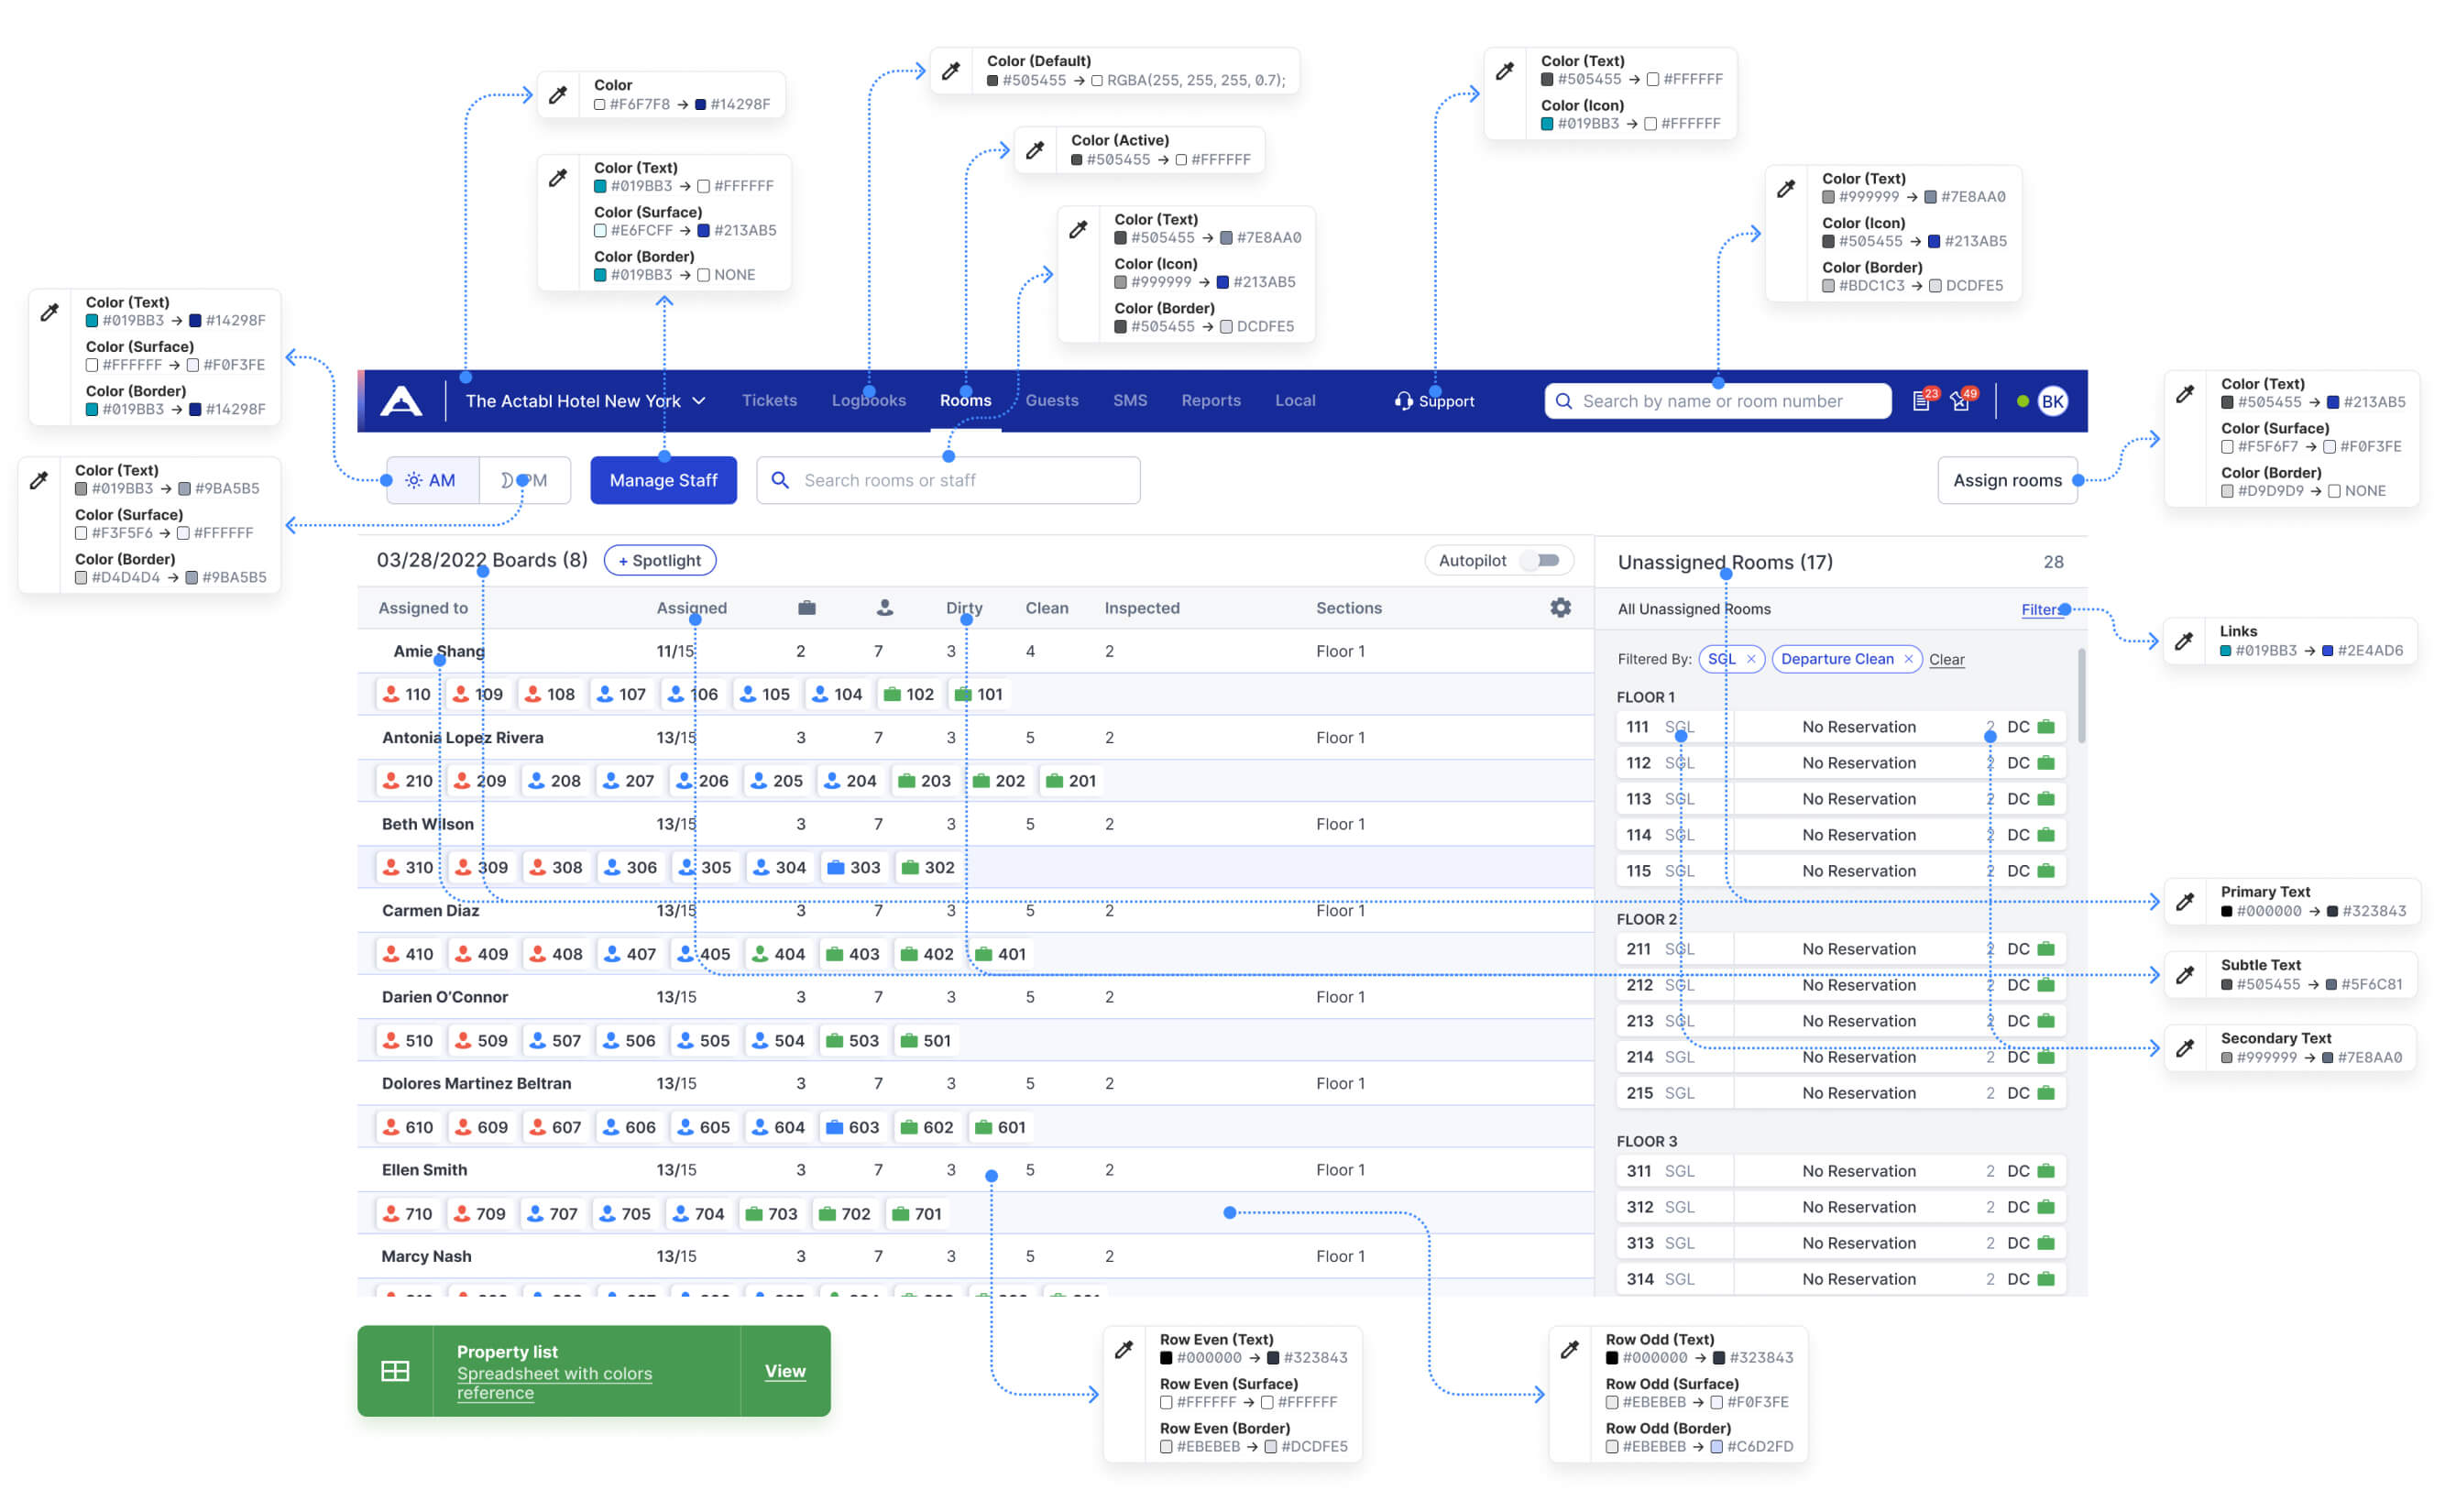 Color
#F6F7F8 → #14298F
Color (Text)
#019BB3 → #FFFFFF
Color (Surface)
#E6FCFF → #213AB5
Color (Border)
#019BB3 → NONE
Color (Default)
#505455 → RGBA(255, 255, 255, 0.7);
Color (Active)
#505455 → #FFFFFF
Color (Text)
#505455 → #7E8AA0
Color (Icon)
#999999 → #213AB5
Color (Border)
#505455 → DCDFE5
Color (Text)
#505455 → #FFFFFF
Color (Icon)
#019BB3 → #FFFFFF
Color (Text)
#999999 → #7E8AA0
Color (Icon)
#505455 → #213AB5
Color (Border)
#BDC1C3 → DCDFE5
Color (Text)
#019BB3 → #14298F
Color (Surface)
#FFFFFF → #F0F3FE
Color (Border)
#019BB3 → #14298F
Color (Text)
#019BB3 → #9BA5B5
Color (Surface)
#F3F5F6 → #FFFFFF
Color (Border)
#D4D4D4 → #9BA5B5
The Actabl Hotel New York Tickets Logbooks Rooms Guests SMS Reports Local Support Search by name or room number 23 49 BK
AM PM Manage Staff Search rooms or staff Assign rooms
Color (Text)
#505455 → #213AB5
Color (Surface)
#F5F6F7 → #F0F3FE
Color (Border)
#D9D9D9 → NONE
03/28/2022 Boards (8) + Spotlight Autopilot
Assigned to Assigned Dirty Clean Inspected Sections
Amie Shang 11/15 2 7 3 4 2 Floor 1
110 109 108 107 106 105 104 102 101
Antonia Lopez Rivera 13/15 3 7 3 5 2 Floor 1
210 209 208 207 206 205 204 203 202 201
Beth Wilson 13/15 3 7 3 5 2 Floor 1
310 309 308 306 305 304 303 302
Carmen Diaz 13/15 3 7 3 5 2 Floor 1
410 409 408 407 405 404 403 402 401
Darien O’Connor 13/15 3 7 3 5 2 Floor 1
510 509 507 506 505 504 503 501
Dolores Martinez Beltran 13/15 3 7 3 5 2 Floor 1
610 609 607 606 605 604 603 602 601
Ellen Smith 13/15 3 7 3 5 2 Floor 1
710 709 707 705 704 703 702 701
Marcy Nash 13/15 3 7 3 5 2 Floor 1
Unassigned Rooms (17) 28
All Unassigned Rooms Filters
Filtered By: SGL × Departure Clean × Clear
FLOOR 1
111 SGL No Reservation 2 DC
112 SGL No Reservation 2 DC
113 SGL No Reservation 2 DC
114 SGL No Reservation 2 DC
115 SGL No Reservation 2 DC
FLOOR 2
211 SGL No Reservation 2 DC
212 SGL No Reservation 2 DC
213 SGL No Reservation 2 DC
214 SGL No Reservation 2 DC
215 SGL No Reservation 2 DC
FLOOR 3
311 SGL No Reservation 2 DC
312 SGL No Reservation 2 DC
313 SGL No Reservation 2 DC
314 SGL No Reservation 2 DC
Links
#019BB3 → #2E4AD6
Primary Text
#000000 → #323843
Subtle Text
#505455 → #5F6C81
Secondary Text
#999999 → #7E8AA0
Property list
Spreadsheet with colors
reference
View
Row Even (Text)
#000000 → #323843
Row Even (Surface)
#FFFFFF → #FFFFFF
Row Even (Border)
#EBEBEB → #DCDFE5
Row Odd (Text)
#000000 → #323843
Row Odd (Surface)
#EBEBEB → #F0F3FE
Row Odd (Border)
#EBEBEB → #C6D2FD